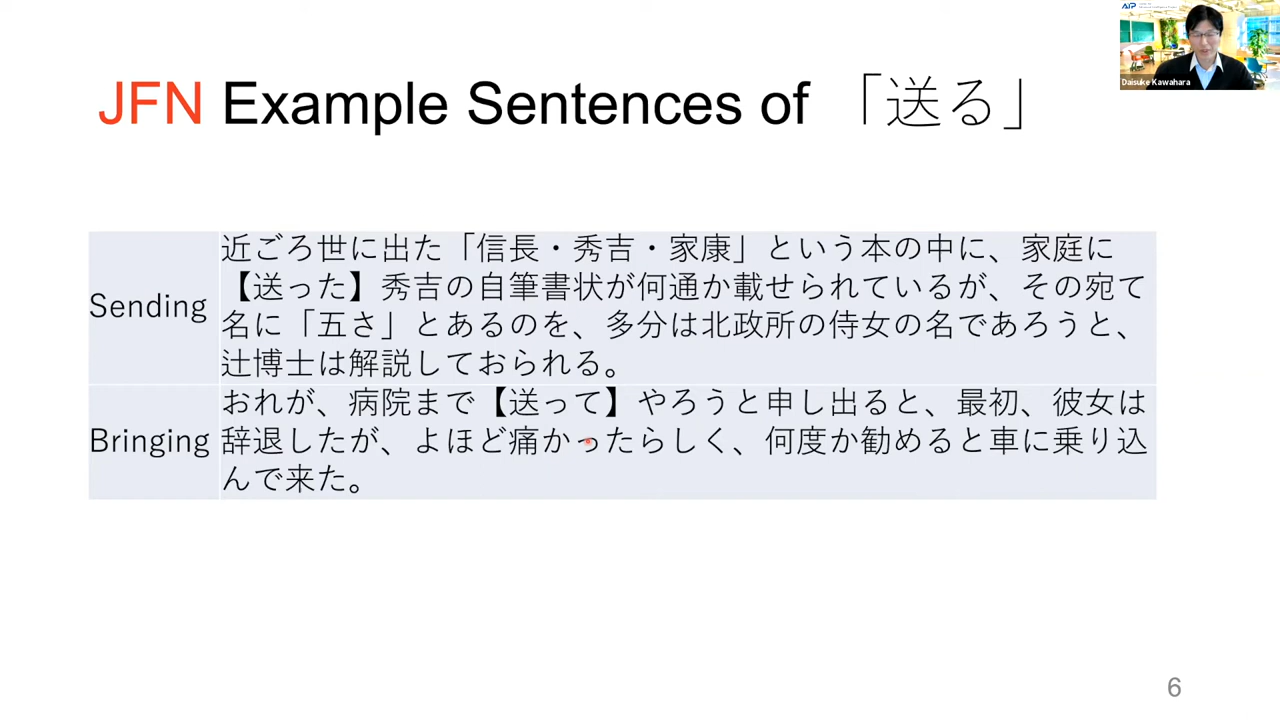 JFN Example Sentences of 「送る」
Sending
近ごろ世に出た「信長・秀吉・家康」という本の中に、家庭に
【送った】秀吉の自筆書状が何通か載せられているが、その宛て
名に「五さ」とあるのを、多分は北政所の侍女の名であろうと、
辻博士は解説しておられる。
Bringing
おれが、病院まで【送って】やろうと申し出ると、最初、彼女は
辞退したが、よほど痛かったらしく、何度か勧めると車に乗り込
んで来た。
6
AIP
Daisuke Kawahara